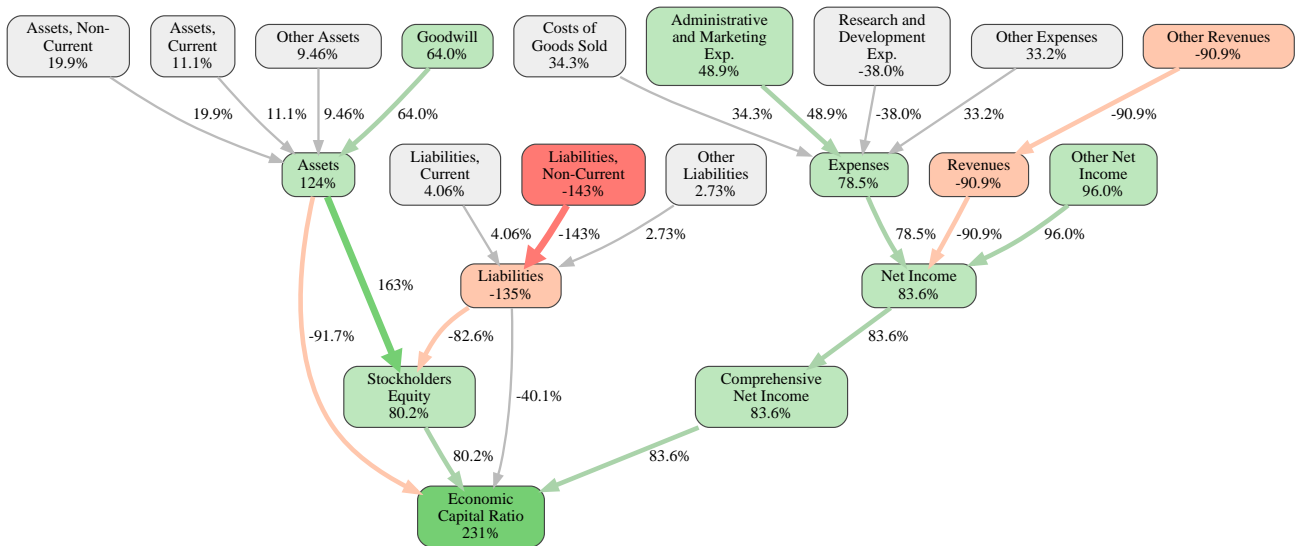 Assets, Non-
Current
19.9%
Assets,
Current
11.1%
Other Assets
9.46%
Goodwill
64.0%
Costs of
Goods Sold
34.3%
Administrative
and Marketing
Exp.
48.9%
Research and
Development
Exp.
-38.0%
Other Expenses
33.2%
Other Revenues
-90.9%
19.9%
11.1%
9.46%
64.0%
34.3%
48.9%
-38.0%
33.2%
-90.9%
Assets
124%
Liabilities,
Current
4.06%
Liabilities,
Non-Current
-143%
Other
Liabilities
2.73%
Expenses
78.5%
Revenues
-90.9%
Other Net
Income
96.0%
4.06%
-143%
2.73%
78.5%
-90.9%
96.0%
163%
Liabilities
-135%
Net Income
83.6%
-91.7%
-82.6%
83.6%
Stockholders
Equity
80.2%
-40.1%
Comprehensive
Net Income
83.6%
80.2%
83.6%
Economic
Capital Ratio
231%